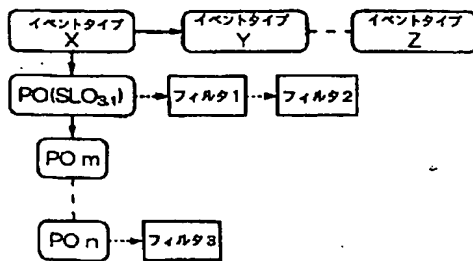 イベントタイプ イベントタイプ イベントタイプ
X Y Z
PO(SLO3,1) フィルタ1 フィルタ2
PO m
PO n フィルタ3